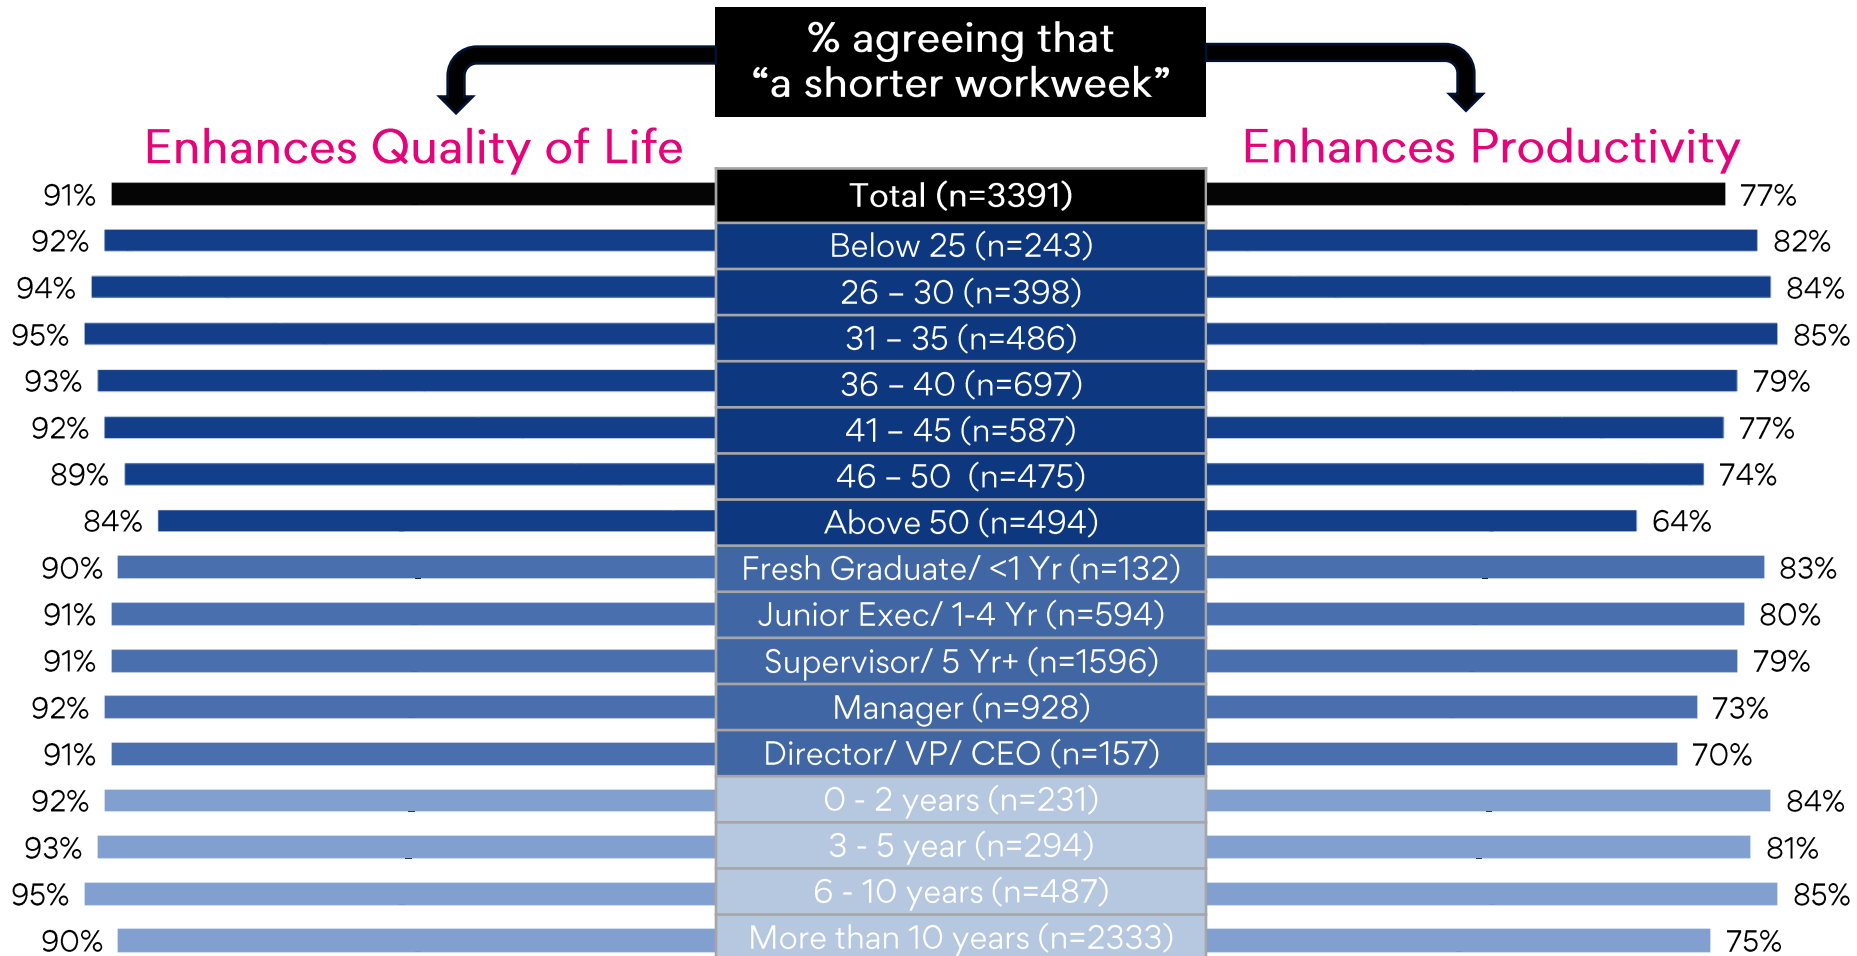 % agreeing that
“a shorter workweek”
Enhances Quality of Life
Enhances Productivity
91% Total (n=3391) 77%
92% Below 25 (n=243) 82%
94% 26 – 30 (n=398) 84%
95% 31 – 35 (n=486) 85%
93% 36 – 40 (n=697) 79%
92% 41 – 45 (n=587) 77%
89% 46 – 50 (n=475) 74%
84% Above 50 (n=494) 64%
90% Fresh Graduate/ <1 Yr (n=132) 83%
91% Junior Exec/ 1-4 Yr (n=594) 80%
91% Supervisor/ 5 Yr+ (n=1596) 79%
92% Manager (n=928) 73%
91% Director/ VP/ CEO (n=157) 70%
92% 0 - 2 years (n=231) 84%
93% 3 - 5 year (n=294) 81%
95% 6 - 10 years (n=487) 85%
90% More than 10 years (n=2333) 75%